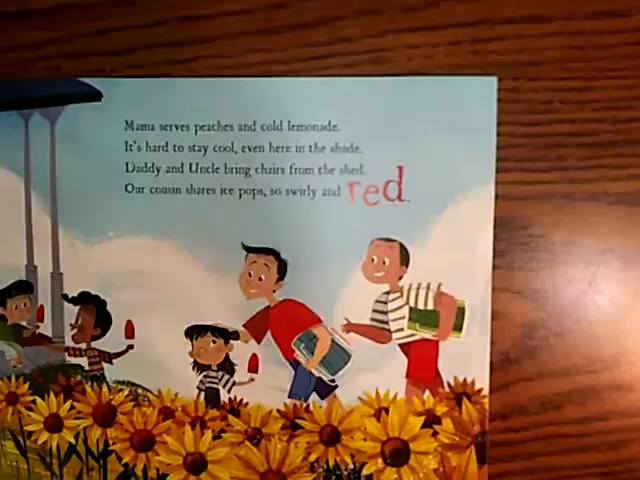 Mama serves peaches and cold lemonade.
It's hard to stay cool, even here in the shade.
Daddy and Uncle bring chairs from the shed.
Our cousin shares ice pops, so swirly and red.